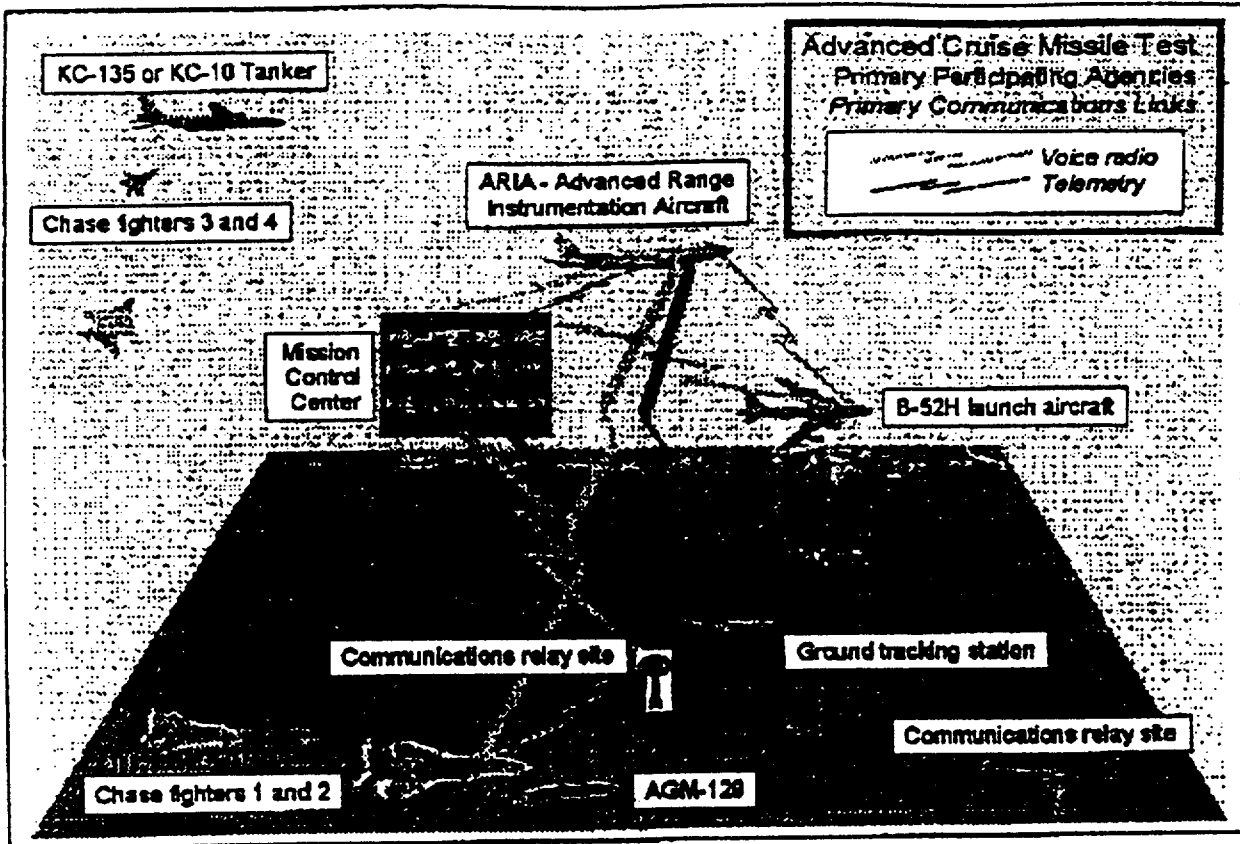 KC-135 or KC-10 Tanker
Advanced Cruise Missile Test
Primary Participating Agencies
Primary Communications Links
Voice radio
Telemetry
ARIA - Advanced Range
Instrumentation Aircraft
Chase fighters 3 and 4
Mission
Control
Center
B-52H launch aircraft
Communications relay site
Ground tracking station
Communications relay site
Chase fighters 1 and 2
AGM-129